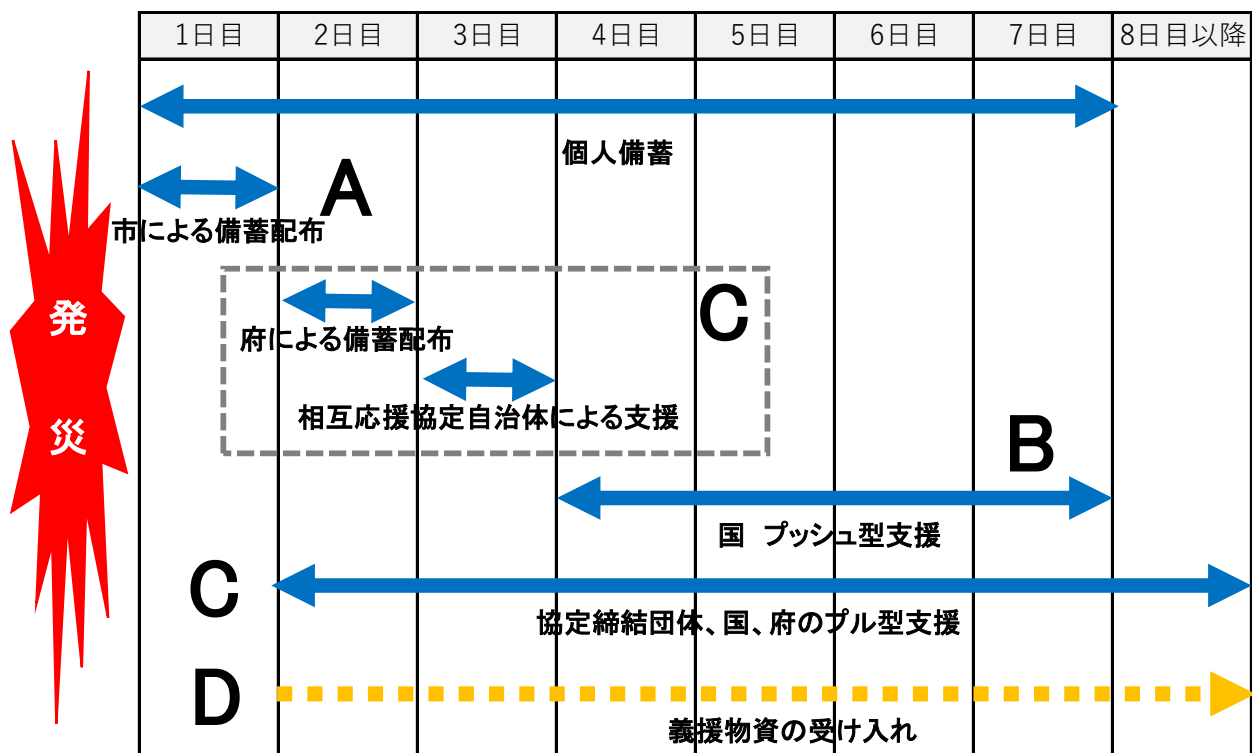 1日目 2日目 3日目 4日目 5日目 6日目 7日目 8日目以降
個人備蓄
A
市による備蓄配布
C
府による備蓄配布
発災
相互応援協定自治体による支援
B
国 プッシュ型支援
C
協定締結団体、国、府のプル型支援
D
義援物資の受け入れ